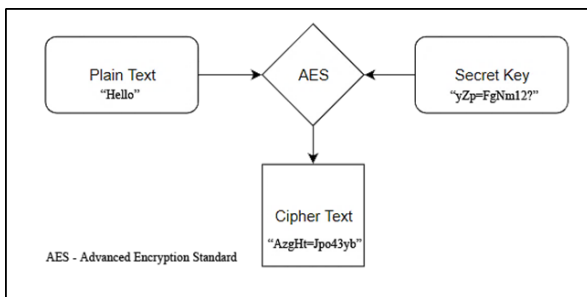 Plain Text
“Hello”
AES
Secret Key
“yZp=FgNm12?”
Cipher Text
“AzgHt=Jpo43yb”
AES - Advanced Encryption Standard